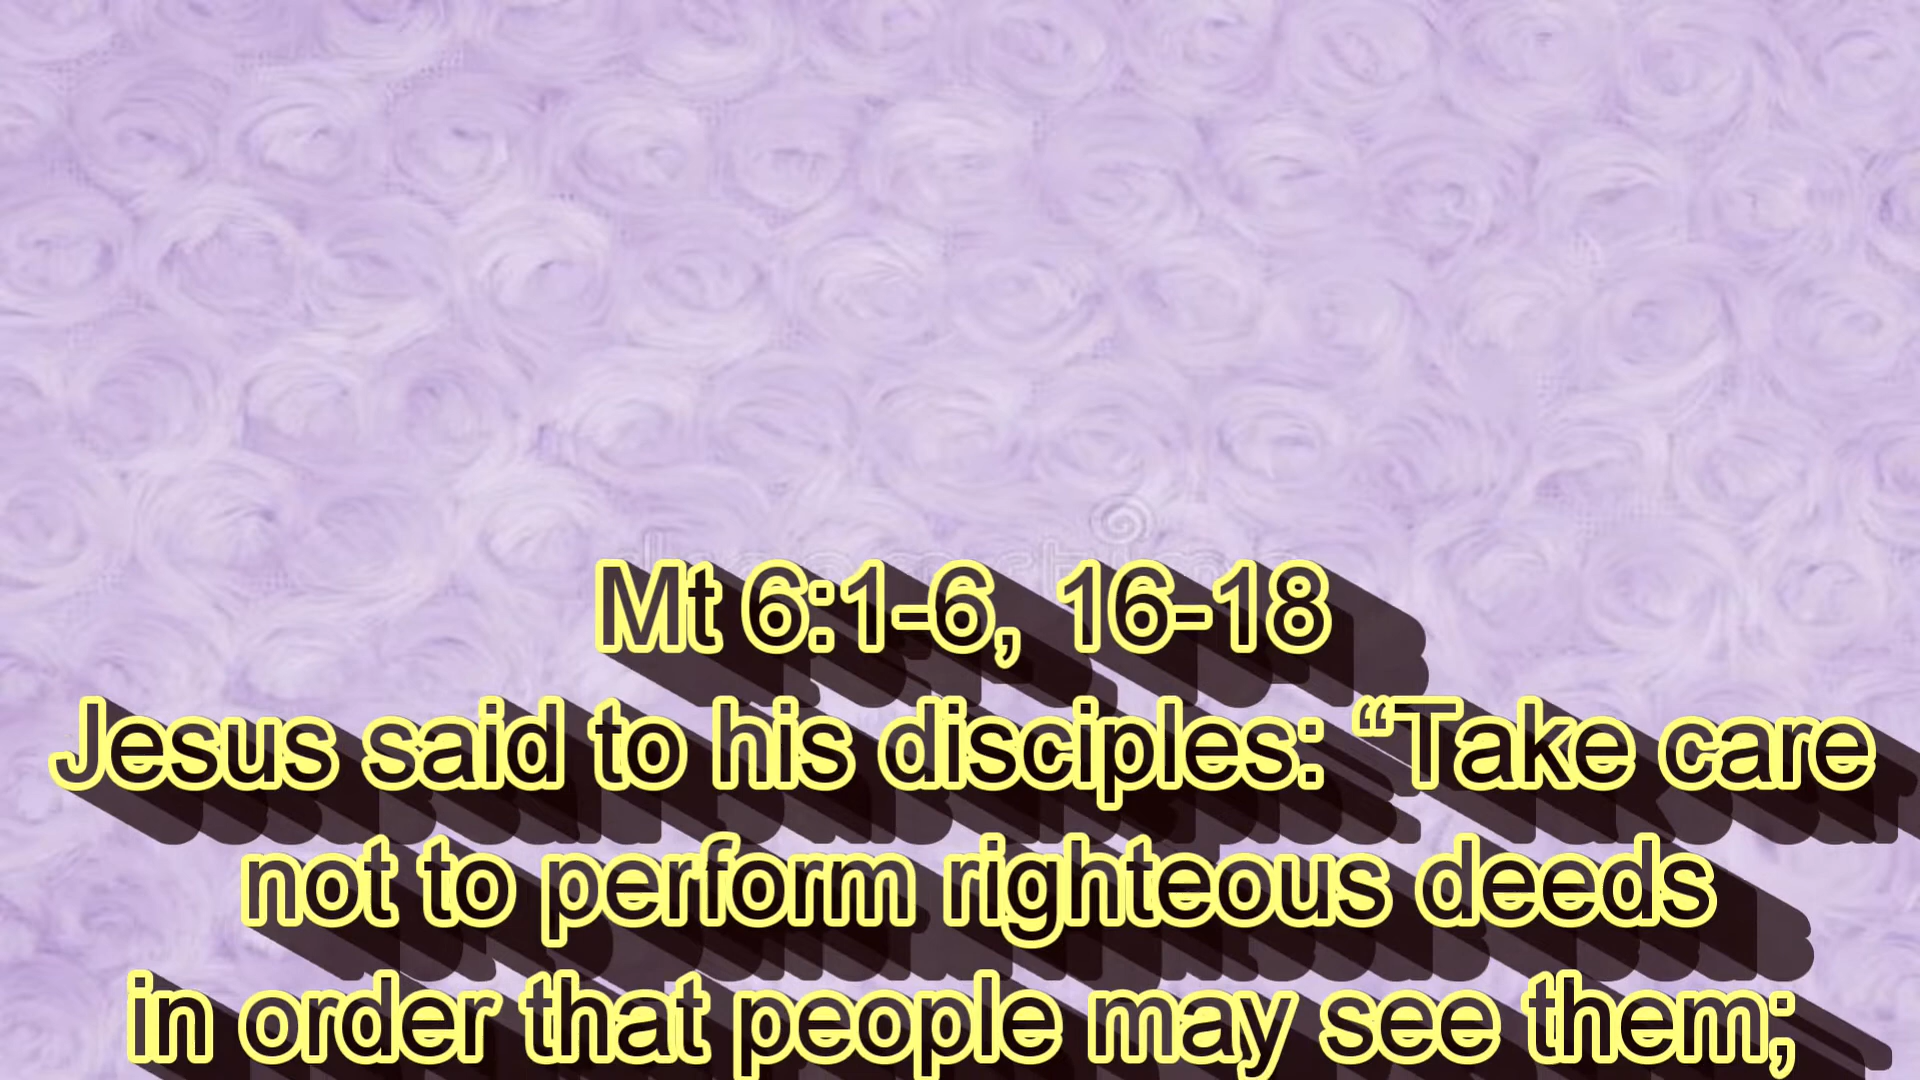 Mt 6:1-6, 16-18
Jesus said to his disciples: “Take care
not to perform righteous deeds
in order that people may see them;